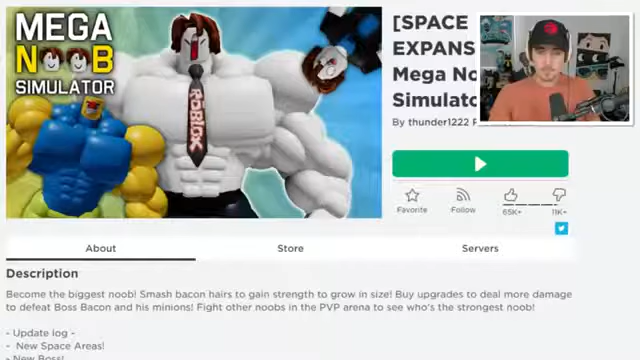 MEGA
NOOB
SIMULATOR
ROBLOX
[SPACE
EXPANS
Mega No
Simulato
By thunder1222
Favorite
Follow
65K+
11K+
About
Store
Servers
Description
Become the biggest noob! Smash bacon hairs to gain strength to grow in size! Buy upgrades to deal more damage
to defeat Boss Bacon and his minions! Fight other noobs in the PVP arena to see who's the strongest noob!
- Update log -
- New Space Areas!
- New Boss!